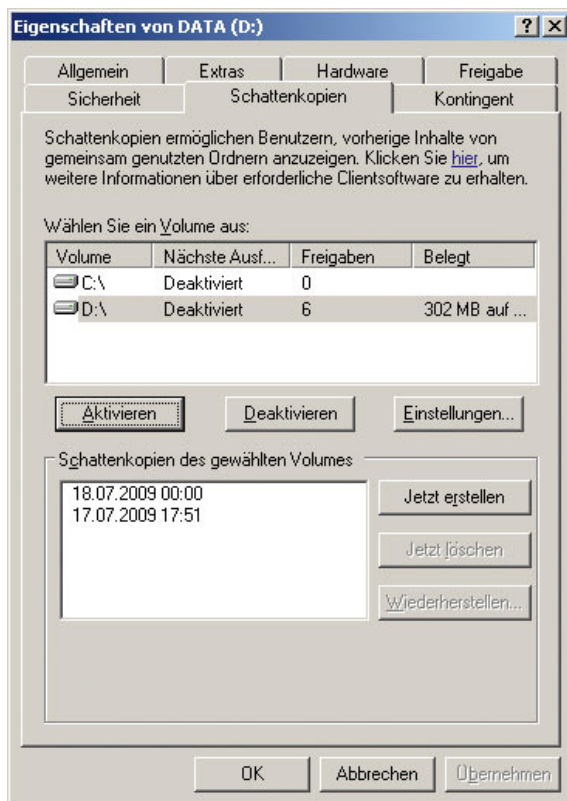 Eigenschaften von DATA (D:)
Allgemein Extras Hardware Freigabe
Sicherheit Schattenkopien Kontingent
Schattenkopien ermöglichen Benutzern, vorherige Inhalte von
gemeinsam genutzten Ordnern anzuzeigen. Klicken Sie hier, um
weitere Informationen über erforderliche Clientsoftware zu erhalten.
Wählen Sie ein Volume aus:
Volume Nächste Ausf... Freigaben Belegt
C:\ Deaktiviert 0
D:\ Deaktiviert 6 302 MB auf ...
Aktivieren Deaktivieren Einstellungen...
Schattenkopien des gewählten Volumes
18.07.2009 00:00
17.07.2009 17:51
Jetzt erstellen
Jetzt löschen
Wiederherstellen...
OK Abbrechen Übernehmen